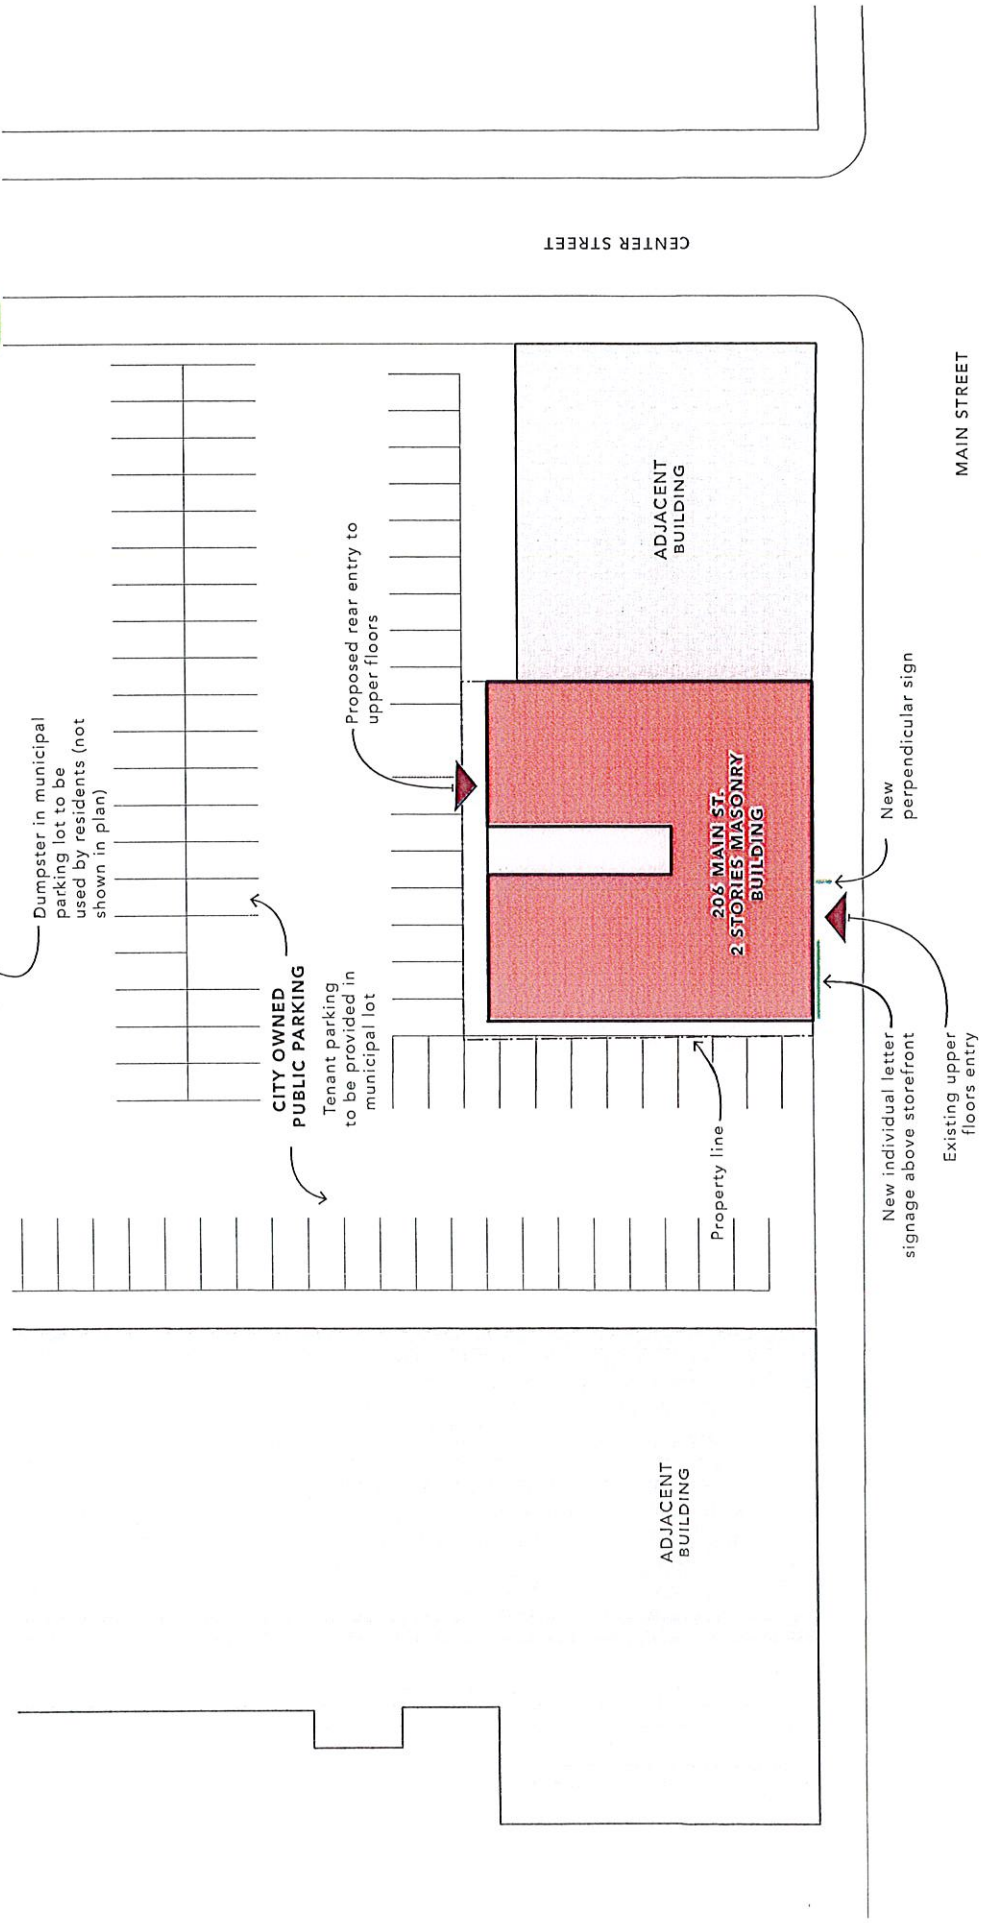 Dumpster in municipal
parking lot to be
used by residents (not
shown in plan)
CITY OWNED
PUBLIC PARKING
Tenant parking
to be provided in
municipal lot
Proposed rear entry to
upper floors
CENTER STREET
ADJACENT
BUILDING
206 MAIN ST.
2 STORIES MASONRY
BUILDING
ADJACENT
BUILDING
Property line
New individual letter
signage above storefront
Existing upper
floors entry
New
perpendicular sign
MAIN STREET